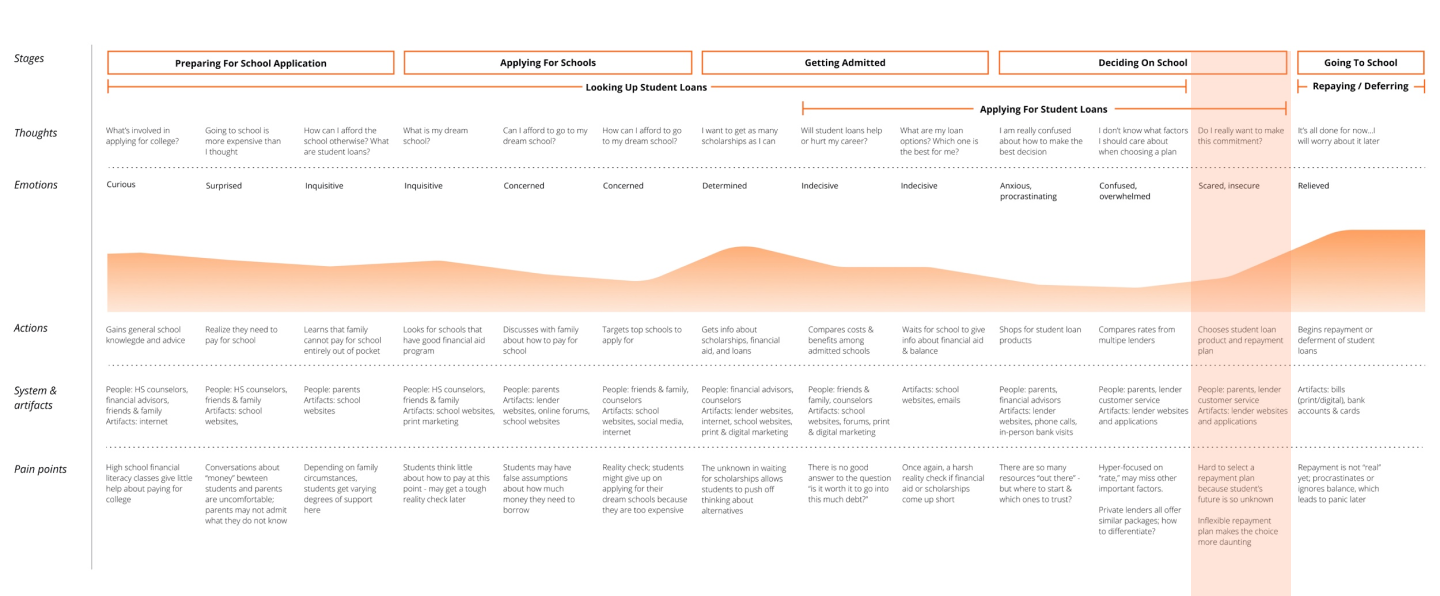 Stages
Preparing For School Application
Applying For Schools
Getting Admitted
Deciding On School
Going To School
Looking Up Student Loans
Repaying / Deferring
Applying For Student Loans
Thoughts
What's involved in
applying for college?
Going to school is
more expensive than
I thought
How can I afford the
school otherwise? What
are student loans?
What is my dream
school?
Can I afford to go to my
dream school?
How can I afford to go
to my dream school?
I want to get as many
scholarships as I can
Will student loans help
or hurt my career?
What are my loan
options? Which one is
the best for me?
I am really confused
about how to make the
best decision
I don't know what factors
I should care about
when choosing a plan
Do I really want to make
this commitment?
It's all done for now...I
will worry about it later
Emotions
Curious
Surprised
Inquisitive
Inquisitive
Concerned
Concerned
Determined
Indecisive
Indecisive
Anxious,
procrastinating
Confused,
overwhelmed
Scared, insecure
Relieved
Actions
Gains general school
knowlegde and advice
Realize they need to
pay for school
Learns that family
cannot pay for school
entirely out of pocket
Looks for schools that
have good financial aid
program
Discusses with family
about how to pay for
school
Targets top schools to
apply for
Gets info about
scholarships, financial
aid, and loans
Compares costs &
benefits among
admitted schools
Waits for school to give
info about financial aid
& balance
Shops for student loan
products
Compares rates from
multipe lenders
Chooses student loan
product and repayment
plan
Begins repayment or
deferment of student
loans
System &
artifacts
People: HS counselors,
financial advisors,
friends & family
Artifacts: internet
People: HS counselors,
friends & family
Artifacts: school
websites,
People: parents
Artifacts: school
websites
People: HS counselors,
friends & family
Artifacts: school websites,
print marketing
People: parents
Artifacts: lender
websites, online forums,
school websites
People: friends & family,
counselors
Artifacts: school
websites, social media,
internet
People: financial advisors,
counselors
Artifacts: lender websites,
internet, school websites,
print & digital marketing
People: friends &
family, counselors
Artifacts: school
websites, forums, print
& digital marketing
Artifacts: school
websites, emails
People: parents,
financial advisors
Artifacts: lender
websites, phone calls,
in-person bank visits
People: parents, lender
customer service
Artifacts: lender websites
and applications
People: parents, lender
customer service
Artifacts: lender websites
and applications
Artifacts: bills
(print/digital), bank
accounts & cards
Pain points
High school financial
literacy classes give little
help about paying for
college
Conversations about
"money" bewteen
students and parents
are uncomfortable;
parents may not admit
what they do not know
Depending on family
circumstances,
students get varying
degrees of support
here
Students think little
about how to pay at this
point - may get a tough
reality check later
Students may have
false assumptions
about how much
money they need to
borrow
Reality check; students
might give up on
applying for their
dream schools because
they are too expensive
The unknown in waiting
for scholarships allows
students to push off
thinking about
alternatives
There is no good
answer to the question
"is it worth it to go into
this much debt?"
Once again, a harsh
reality check if financial
aid or scholarships
come up short
There are so many
resources "out there" -
but where to start &
which ones to trust?
Hyper-focused on
"rate," may miss other
important factors.
Private lenders all offer
similar packages; how
to differentiate?
Hard to select a
repayment plan
because student's
future is so unknown
Inflexible repayment
plan makes the choice
more daunting
Repayment is not "real"
yet; procrastinates or
ignores balance, which
leads to panic later